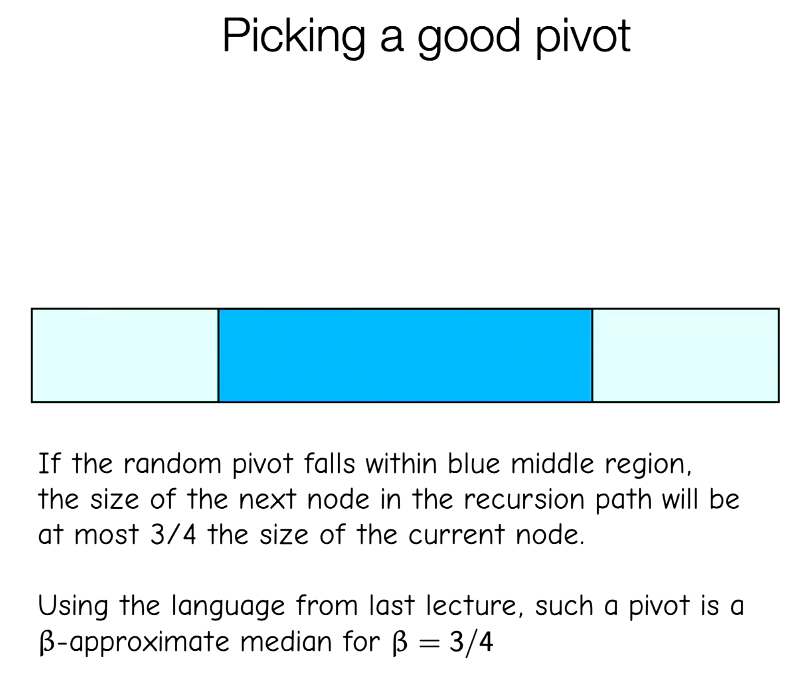 Picking a good pivot
If the random pivot falls within blue middle region,
the size of the next node in the recursion path will be
at most 3/4 the size of the current node.
Using the language from last lecture, such a pivot is a
β-approximate median for β = 3/4